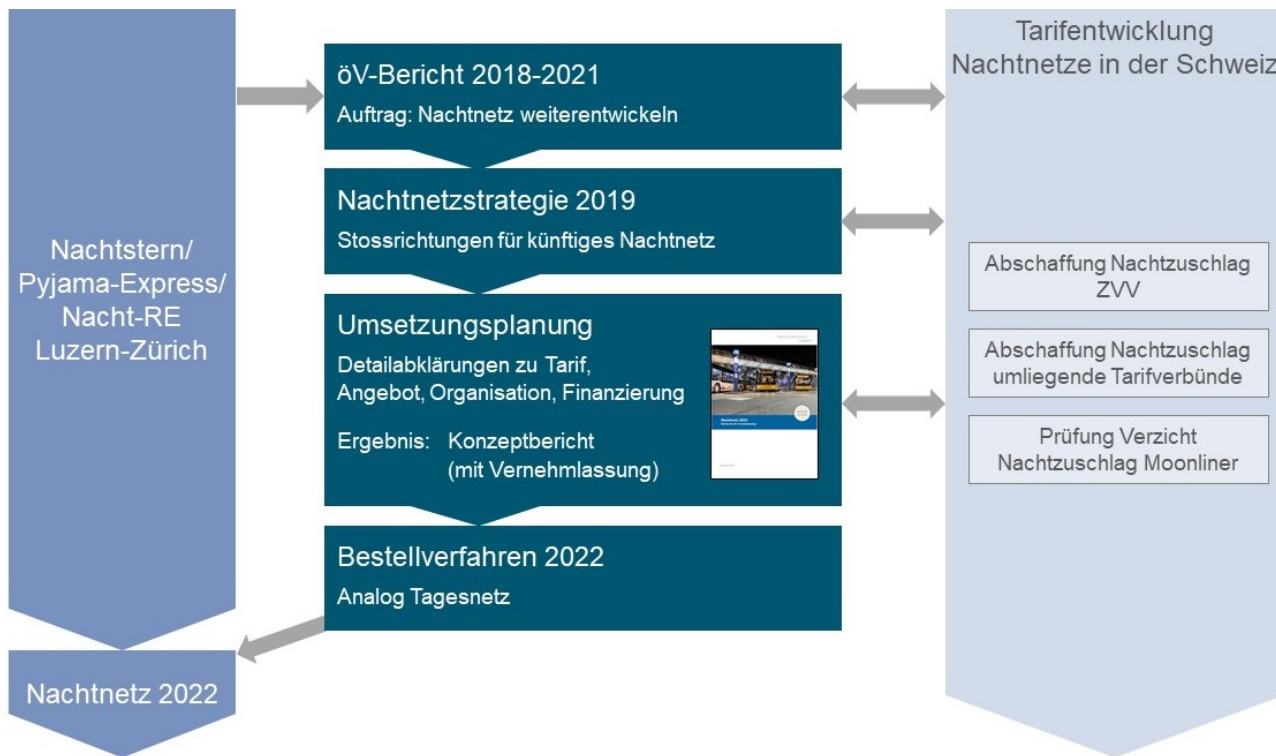 Nachtstern/
Pyjama-Express/
Nacht-RE
Luzern-Zürich
Nachtnetz 2022
öV-Bericht 2018-2021
Auftrag: Nachtnetz weiterentwickeln
Nachtnetzstrategie 2019
Stossrichtungen für künftiges Nachtnetz
Umsetzungsplanung
Detailabklärungen zu Tarif,
Angebot, Organisation, Finanzierung
Ergebnis: Konzeptbericht
(mit Vernehmlassung)
Nachtnetz 2022
Bestellverfahren 2022
Analog Tagesnetz
Tarifentwicklung
Nachtnetze in der Schweiz
Abschaffung Nachtzuschlag
ZVV
Abschaffung Nachtzuschlag
umliegende Tarifverbünde
Prüfung Verzicht
Nachtzuschlag Moonliner